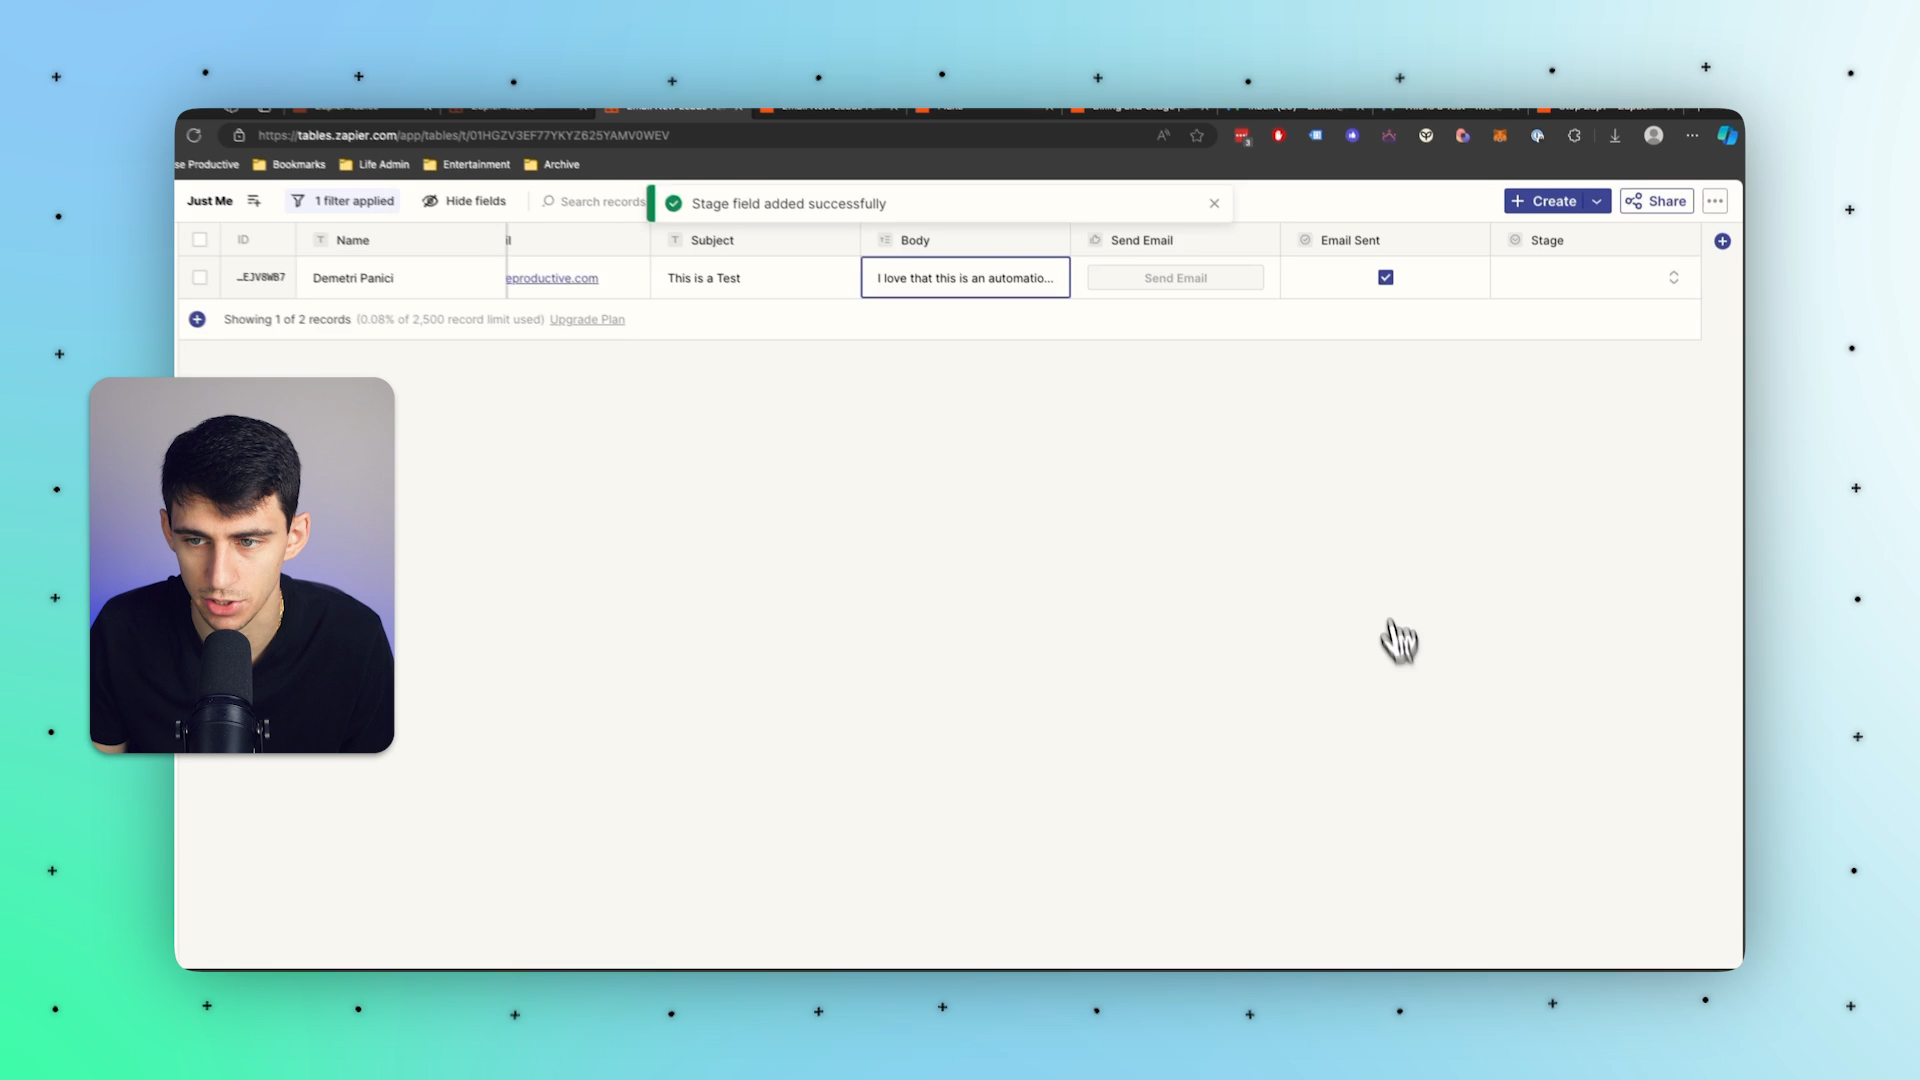 https://tables.zapier.com/app/tables/t/01HGZV3EF77YKYZ625YAMV0WEV
se Productive Bookmarks Life Admin Entertainment Archive
Just Me 1 filter applied Hide fields Search records Stage field added successfully Create Share
ID Name il Subject Body Send Email Email Sent Stage
_EJV8WB7 Demetri Panici eproductive.com This is a Test I love that this is an automatio... Send Email
Showing 1 of 2 records (0.08% of 2,500 record limit used) Upgrade Plan